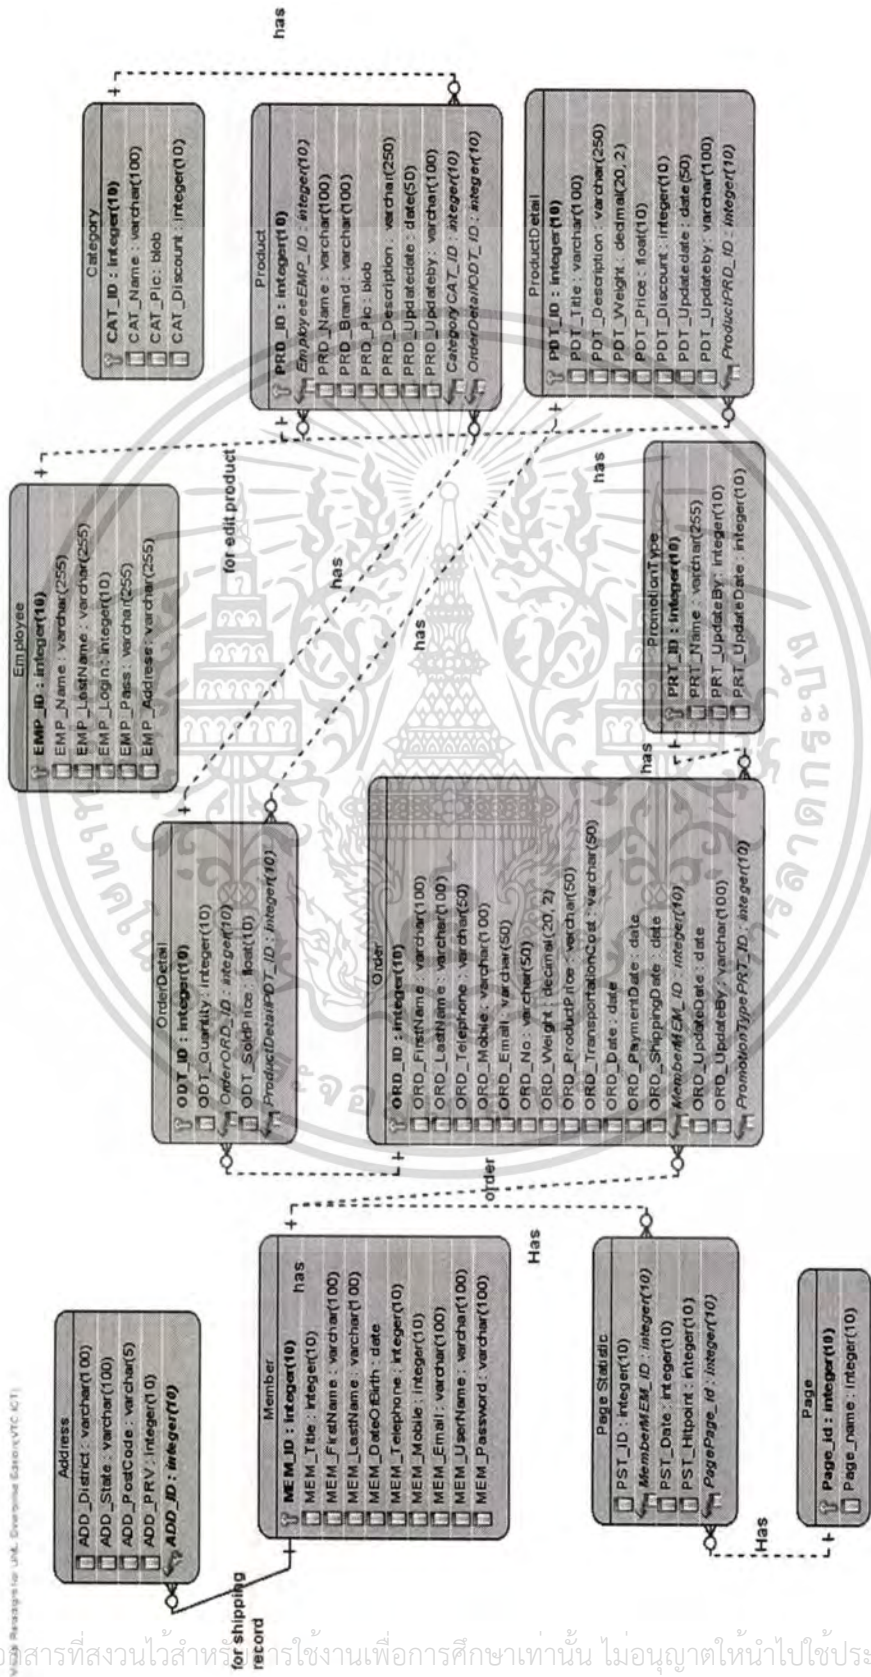 Address
ADD_District : varchar(100)
ADD_State : varchar(100)
ADD_PostCode : varchar(5)
ADD_PRV : integer(10)
ADD_ID : integer(10)
for shipping
record
Member
MEM_ID : integer(10)
MEM_Title : integer(10)
MEM_FirstName : varchar(100)
MEM_LastName : varchar(100)
MEM_DateOfBirth : date
MEM_Telephone : integer(10)
MEM_Mobile : integer(10)
MEM_Email : varchar(100)
MEM_UserName : varchar(100)
MEM_Password : varchar(100)
has
order
Has
Page Statistic
PST_ID : integer(10)
MemberMEM_ID : integer(10)
PST_Date : integer(10)
PST_Hitpoint : integer(10)
PagePage_id : integer(10)
Has
Page
Page_id : integer(10)
Page_name : integer(10)
OrderDetail
ODT_ID : integer(10)
ODT_Quantity : integer(10)
OrderORD_ID : integer(10)
ODT_SoldPrice : float(10)
ProductDetailPDT_ID : integer(10)
Order
ORD_ID : integer(10)
ORD_FirstName : varchar(100)
ORD_LastName : varchar(100)
ORD_Telephone : varchar(50)
ORD_Mobile : varchar(100)
ORD_Email : varchar(50)
ORD_No : varchar(50)
ORD_Weight : decimal(20, 2)
ORD_ProductPrice : varchar(50)
ORD_TransportationCost : varchar(50)
ORD_Date : date
ORD_PaymentDate : date
ORD_ShippingDate : date
MemberMEM_ID : integer(10)
ORD_UpdateDate : date
ORD_UpdateBy : varchar(100)
PromotionTypePRT_ID : integer(10)
has
Employee
EMP_ID : integer(10)
EMP_Name : varchar(255)
EMP_LastName : varchar(255)
EMP_Login : integer(10)
EMP_Pass : varchar(255)
EMP_Address : varchar(255)
for edit product
has
has
has
PromotionType
PRT_ID : integer(10)
PRT_Name : varchar(255)
PRT_UpdateBy : integer(10)
PRT_UpdateDate : integer(10)
Category
CAT_ID : integer(10)
CAT_Name : varchar(100)
CAT_Pic : blob
CAT_Discount : integer(10)
has
Product
PRD_ID : integer(10)
EmployeeEMP_ID : integer(10)
PRD_Name : varchar(100)
PRD_Brand : varchar(100)
PRD_Pic : blob
PRD_Description : varchar(250)
PRD_Updatedate : date(50)
PRD_Updateby : varchar(100)
CategoryCAT_ID : integer(10)
OrderDetailODT_ID : integer(10)
ProductDetail
PDT_ID : integer(10)
PDT_Title : varchar(100)
PDT_Description : varchar(250)
PDT_Weight : decimal(20, 2)
PDT_Price : float(10)
PDT_Discount : integer(10)
PDT_Updatedate : date(50)
PDT_Updateby : varchar(100)
ProductPRD_ID : integer(10)
สารที่สงวนไว้สำหรับการใช้งานเพื่อการศึกษาเท่านั้น ไม่อนุญาตให้นำไปใช้ประ